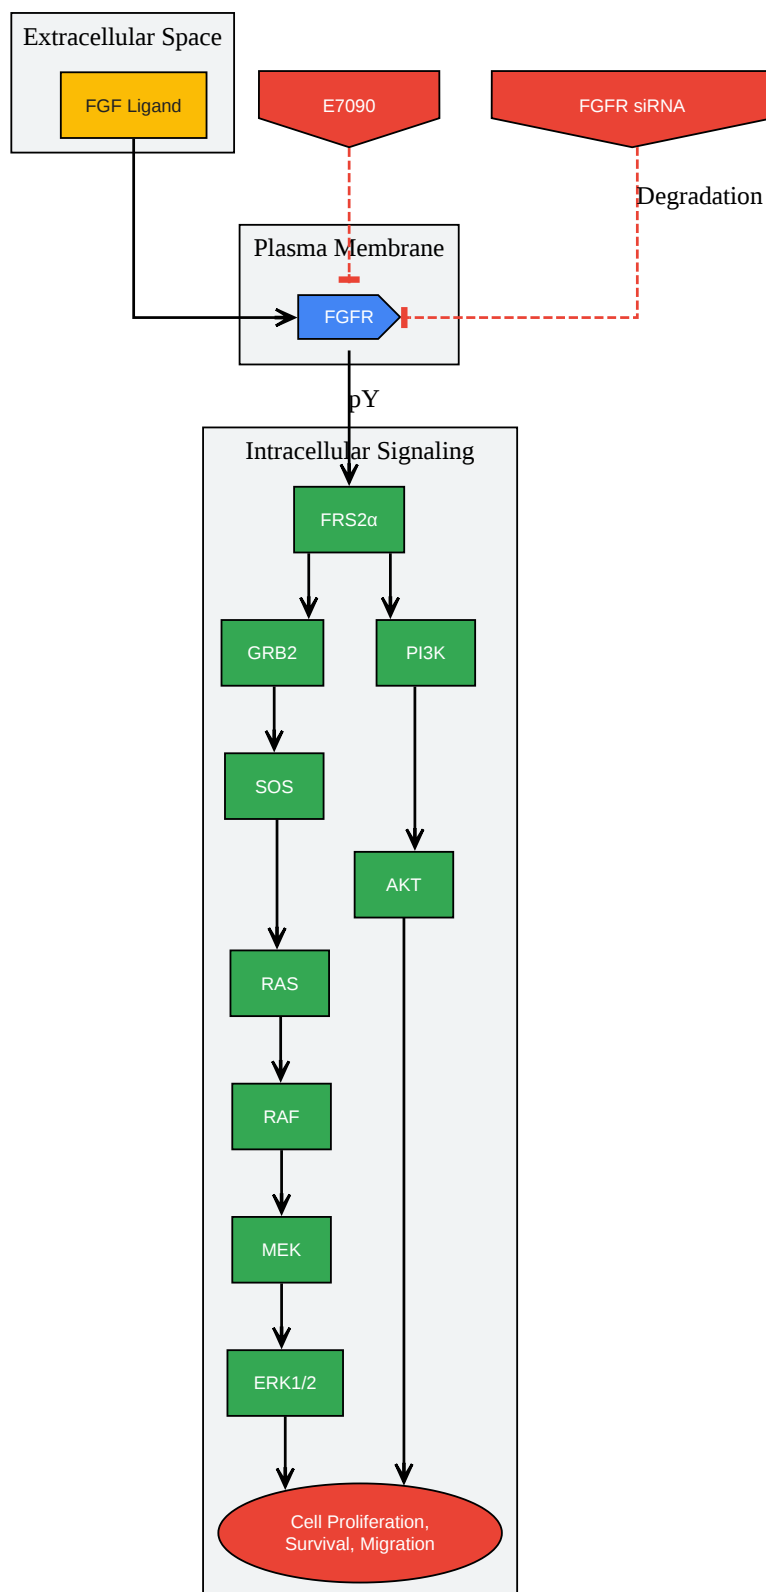 Extracellular Space
FGF Ligand
E7090
FGFR siRNA
Degradation
Plasma Membrane
FGFR
pY
Intracellular Signaling
FRS2α
GRB2
PI3K
SOS
AKT
RAS
RAF
MEK
ERK1/2
Cell Proliferation,
Survival, Migration